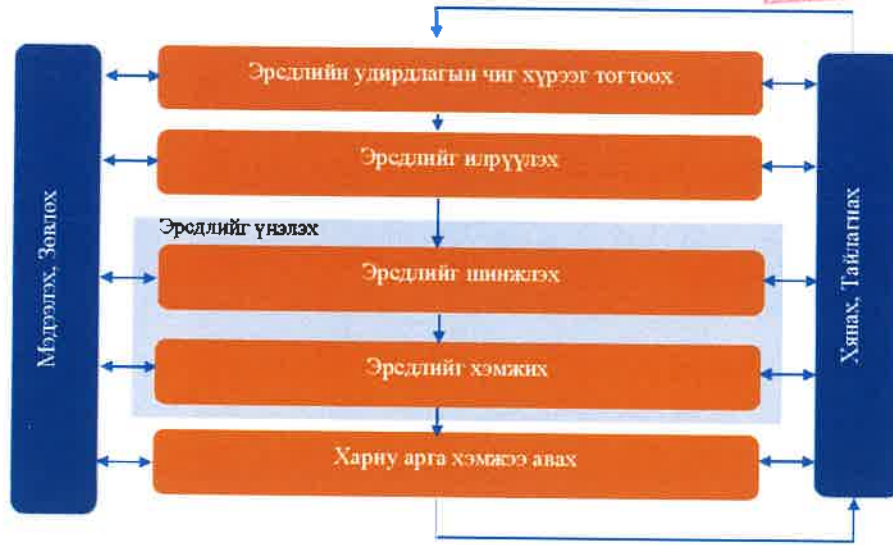 Эрсдлийн удирдлагын чиг хүрээг тогтоох
Эрсдлийг илрүүлэх
Эрсдлийг үнэлэх
Эрсдлийг шинжлэх
Эрсдлийг хэмжих
Хариу арга хэмжээ авах
Мэдээлэх, Зөвлөх
Хянах, Тайлагнах